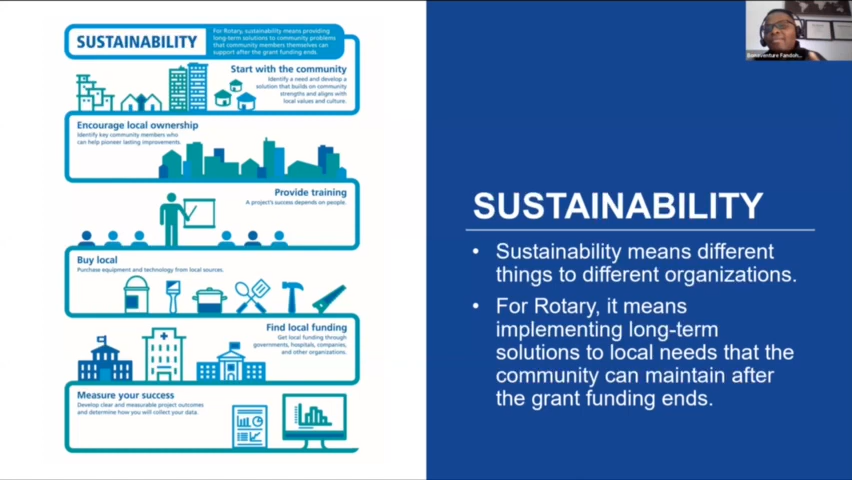 SUSTAINABILITY
For Rotary, sustainability means providing
long-term solutions to community problems
that community members themselves can
support after the grant funding ends.
Start with the community
Identify a need and develop a
solution that builds on community
strengths and aligns with
local values and culture.
Encourage local ownership
Identify key community members who
can help pioneer lasting improvements.
Provide training
A project's success depends on people.
Buy local
Purchase equipment and technology from local sources.
Find local funding
Get local funding through
governments, hospitals, companies,
and other organizations.
Measure your success
Develop clear and measurable project outcomes
and determine how you will collect your data.
SUSTAINABILITY
• Sustainability means different
things to different organizations.
• For Rotary, it means
implementing long-term
solutions to local needs that the
community can maintain after
the grant funding ends.
Bonaventure Fandoh...